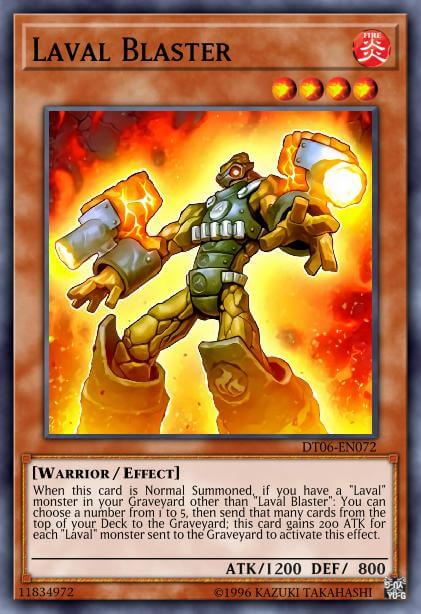 LAVAL BLASTER
FIRE
炎
DT06-EN072
[WARRIOR / EFFECT]
When this card is Normal Summoned, if you have a "Laval"
monster in your Graveyard other than "Laval Blaster": You can
choose a number from 1 to 5, then send that many cards from the
top of your Deck to the Graveyard; this card gains 200 ATK for
each "Laval" monster sent to the Graveyard to activate this effect.
ATK/1200 DEF/ 800
11834972
©1996 KAZUKI TAKAHASHI